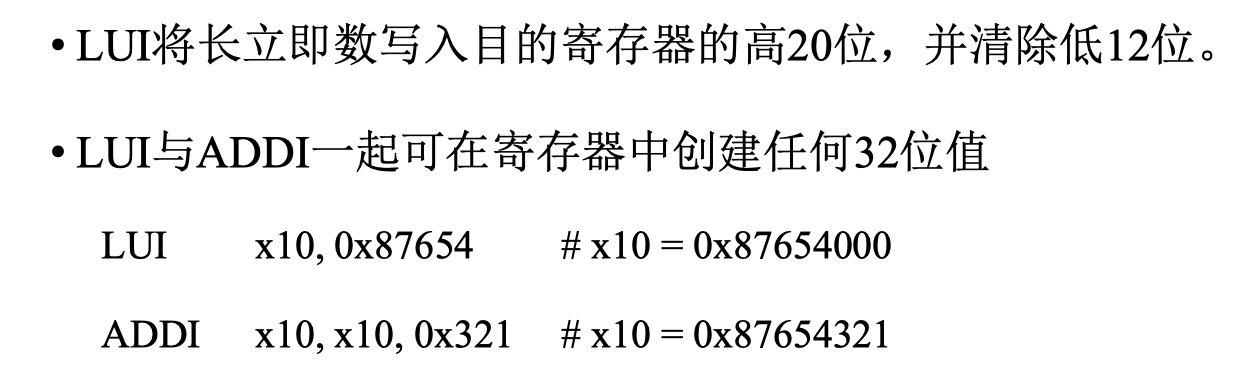 • LUI将长立即数写入目的寄存器的高20位，并清除低12位。
• LUI与ADDI一起可在寄存器中创建任何32位值
LUI x10, 0x87654 # x10 = 0x87654000
ADDI x10, x10, 0x321 # x10 = 0x87654321